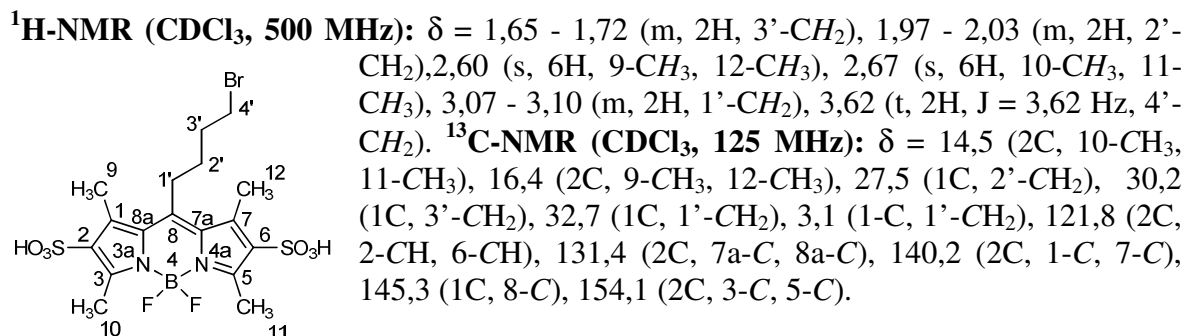 ¹H-NMR (CDCl₃, 500 MHz): δ = 1,65 - 1,72 (m, 2H, 3’-CH₂), 1,97 - 2,03 (m, 2H, 2’-
CH₂),2,60 (s, 6H, 9-CH₃, 12-CH₃), 2,67 (s, 6H, 10-CH₃, 11-
CH₃), 3,07 - 3,10 (m, 2H, 1’-CH₂), 3,62 (t, 2H, J = 3,62 Hz, 4’-
CH₂). ¹³C-NMR (CDCl₃, 125 MHz): δ = 14,5 (2C, 10-CH₃,
11-CH₃), 16,4 (2C, 9-CH₃, 12-CH₃), 27,5 (1C, 2’-CH₂), 30,2
(1C, 3’-CH₂), 32,7 (1C, 1’-CH₂), 3,1 (1-C, 1’-CH₂), 121,8 (2C,
2-CH, 6-CH), 131,4 (2C, 7a-C, 8a-C), 140,2 (2C, 1-C, 7-C),
145,3 (1C, 8-C), 154,1 (2C, 3-C, 5-C).
Br
4'
3'
2'
1'
9
12
H₃C
CH₃
1
8a
7a
7
2
8
6
HO₃S
SO₃H
3a
4
4a
3
N
B
N
5
F
F
H₃C
CH₃
10
11